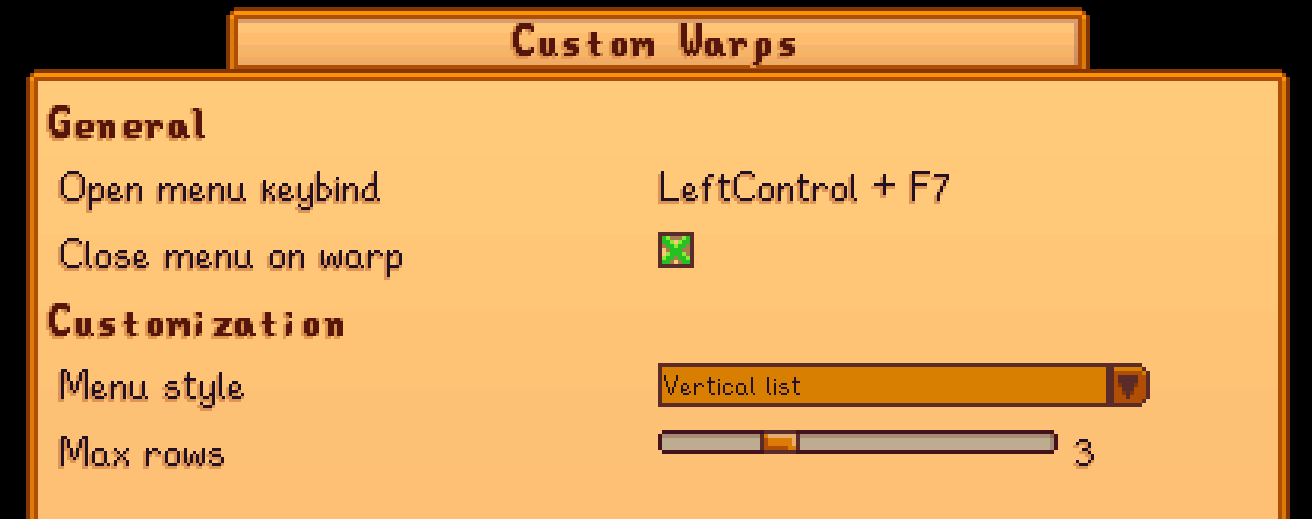 Custom Warps
General
Open menu keybind LeftControl + F7
Close menu on warp
Customization
Menu style Vertical list
Max rows 3